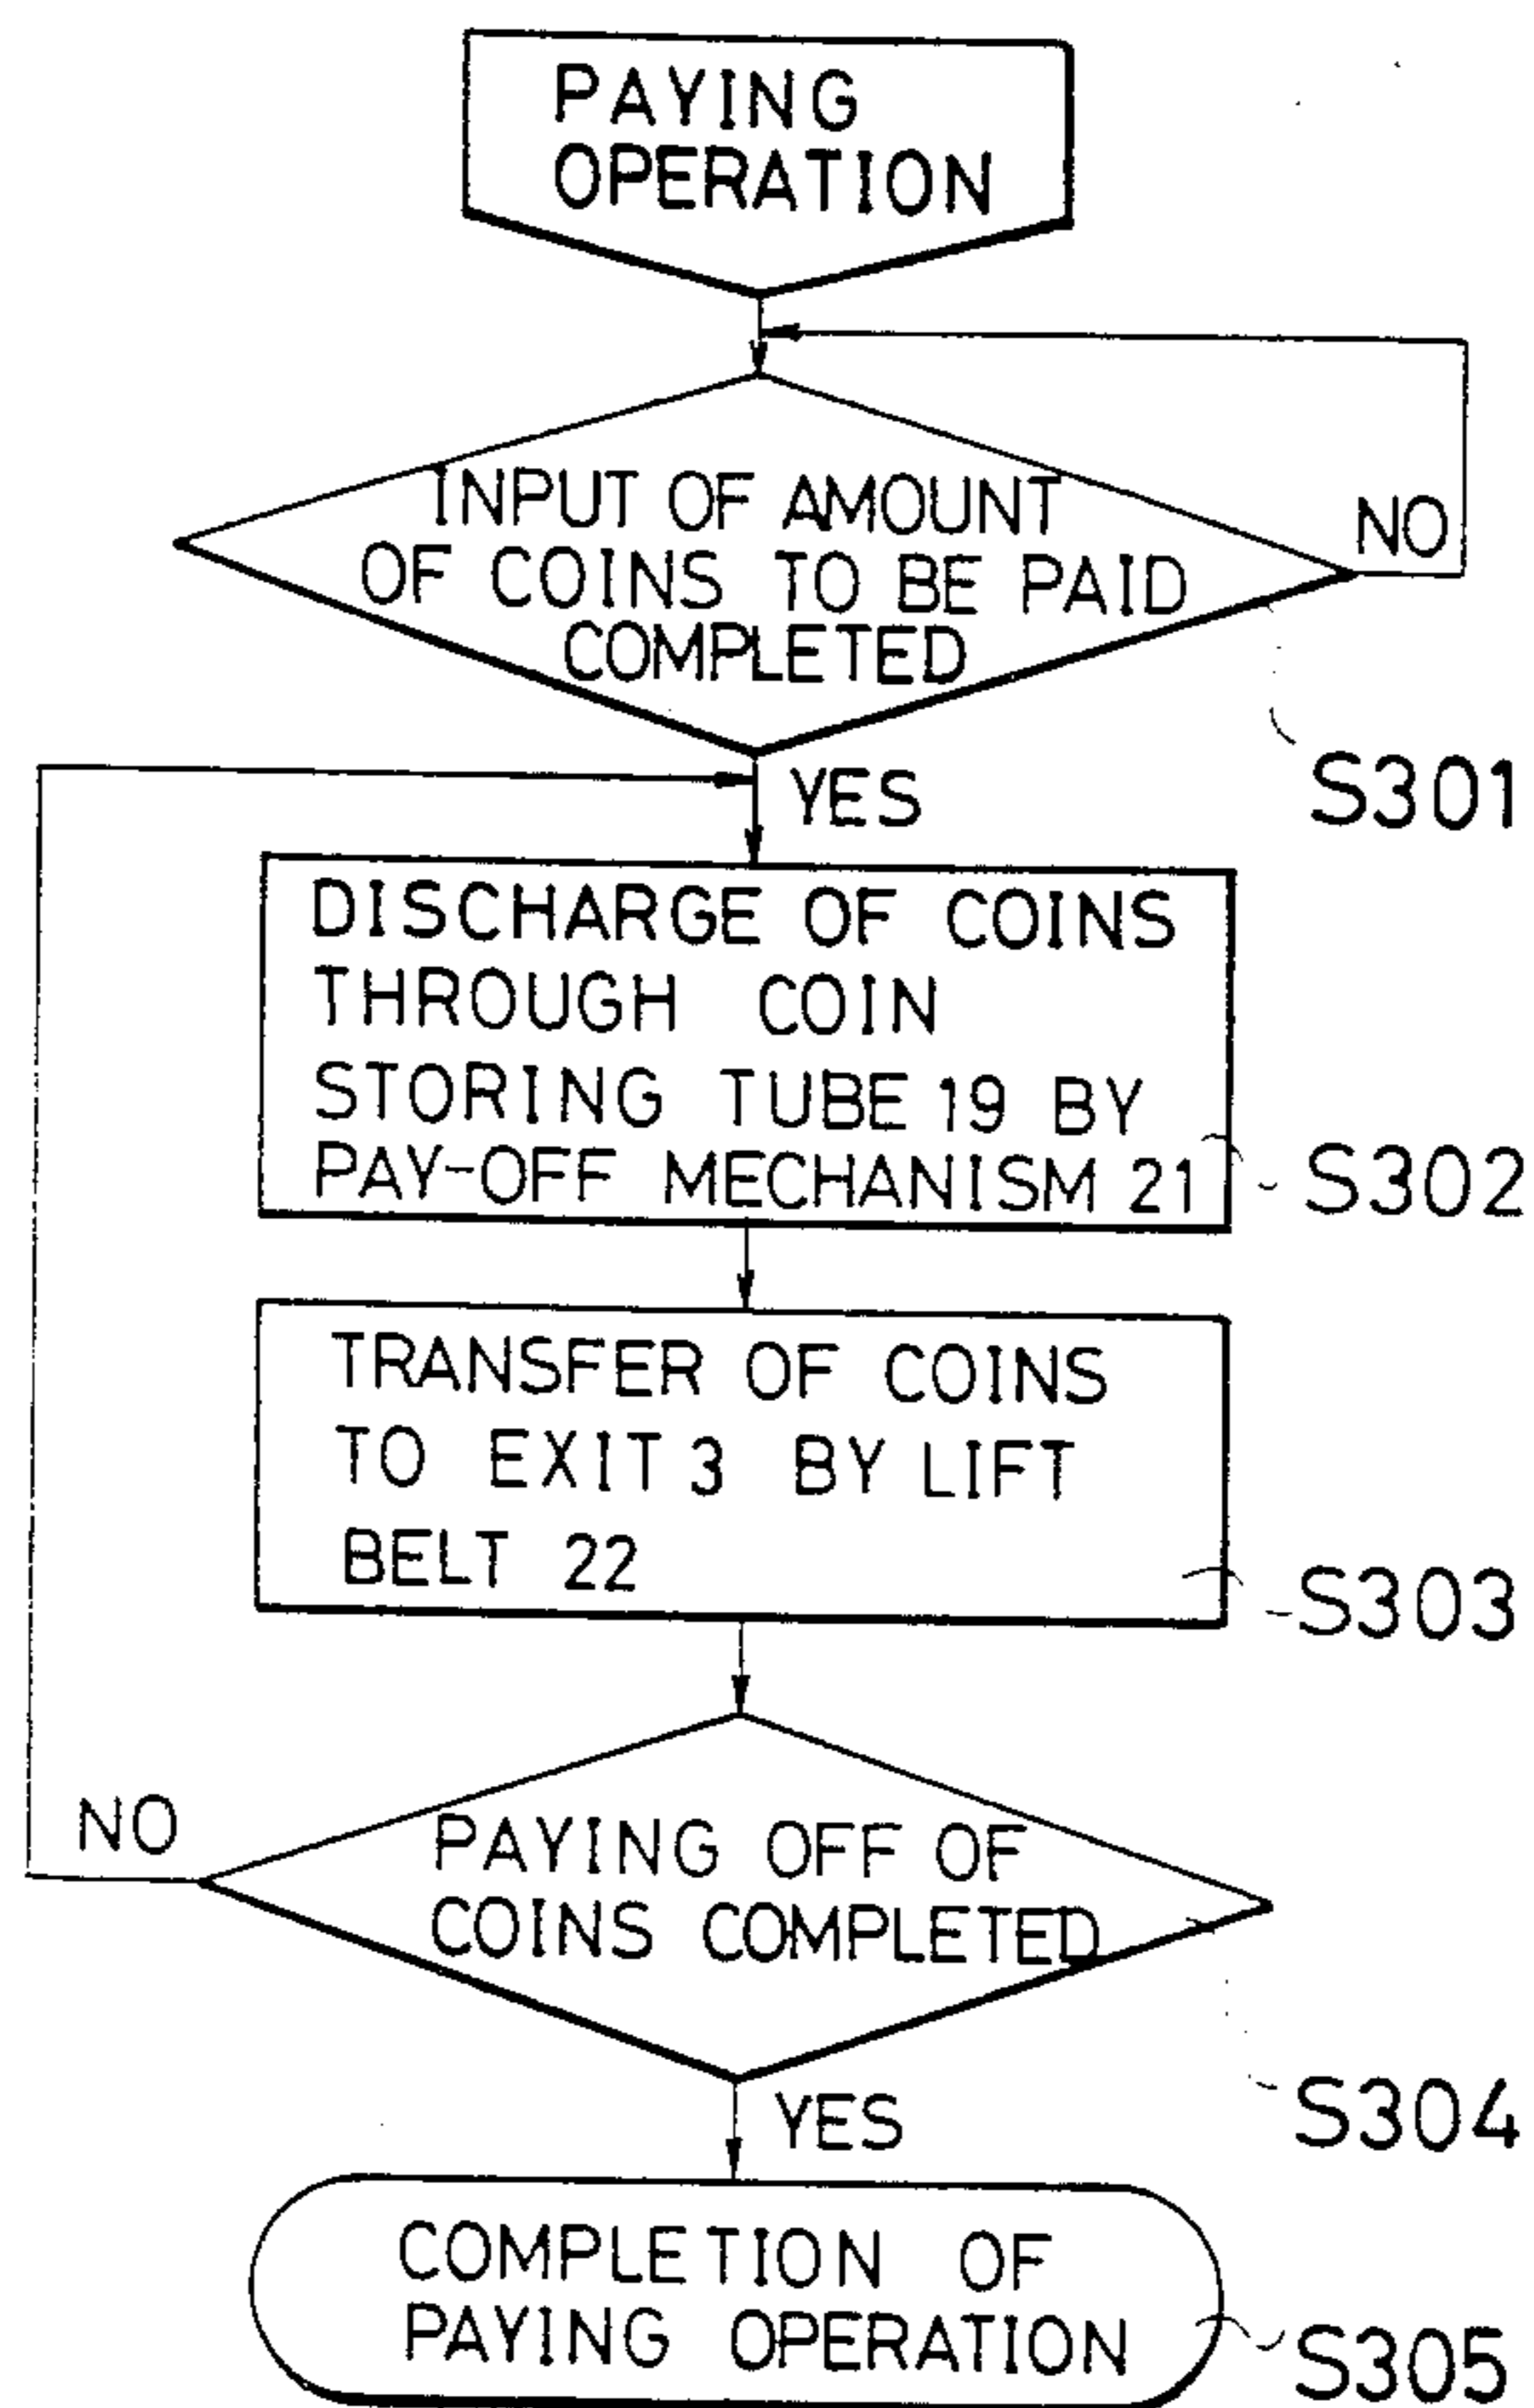 PAYING
OPERATION
INPUT OF AMOUNT
OF COINS TO BE PAID
COMPLETED
NO
S301
YES
DISCHARGE OF COINS
THROUGH COIN
STORING TUBE 19 BY
PAY-OFF MECHANISM 21
S302
TRANSFER OF COINS
TO EXIT 3 BY LIFT
BELT 22
S303
NO
PAYING OFF OF
COINS COMPLETED
S304
YES
COMPLETION OF
PAYING OPERATION
S305